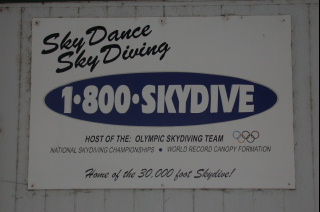 SkyDance
SkyDiving
1•800•SKYDIVE
HOST OF THE: OLYMPIC SKYDIVING TEAM
NATIONAL SKYDIVING CHAMPIONSHIPS • WORLD RECORD CANOPY FORMATION
Home of the 30,000 foot Skydive!